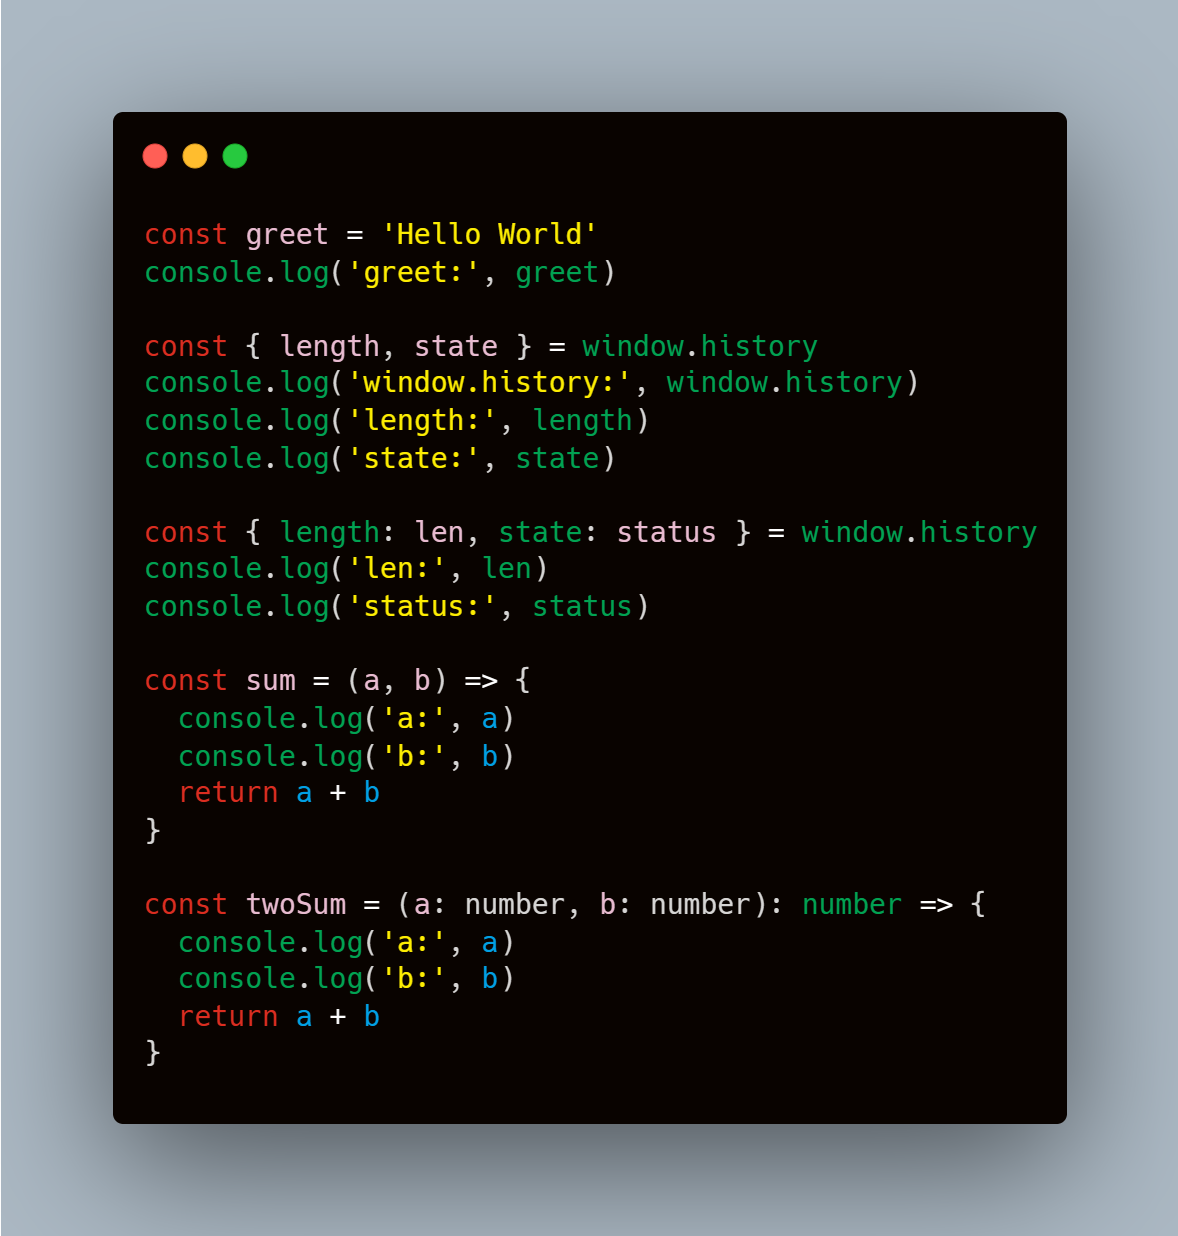 const greet = 'Hello World'
console.log('greet:', greet)

const { length, state } = window.history
console.log('window.history:', window.history)
console.log('length:', length)
console.log('state:', state)

const { length: len, state: status } = window.history
console.log('len:', len)
console.log('status:', status)

const sum = (a, b) => {
  console.log('a:', a)
  console.log('b:', b)
  return a + b
}

const twoSum = (a: number, b: number): number => {
  console.log('a:', a)
  console.log('b:', b)
  return a + b
}